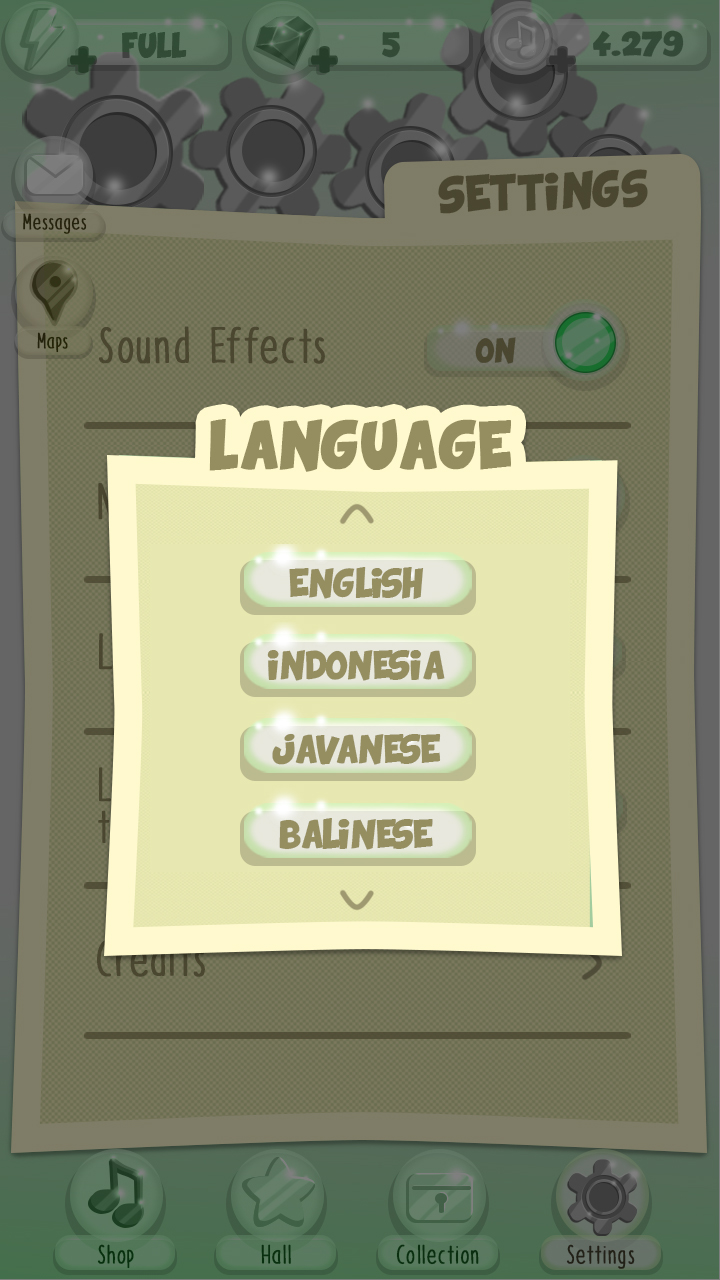 FULL
5
4.279
Messages
SETTiNGS
Maps
Sound Effects
ON
LANGUAGE
ENGLiSH
iNDONESiA
JAVANESE
BALiNESE
Credits
Shop
Hall
Collection
Settings